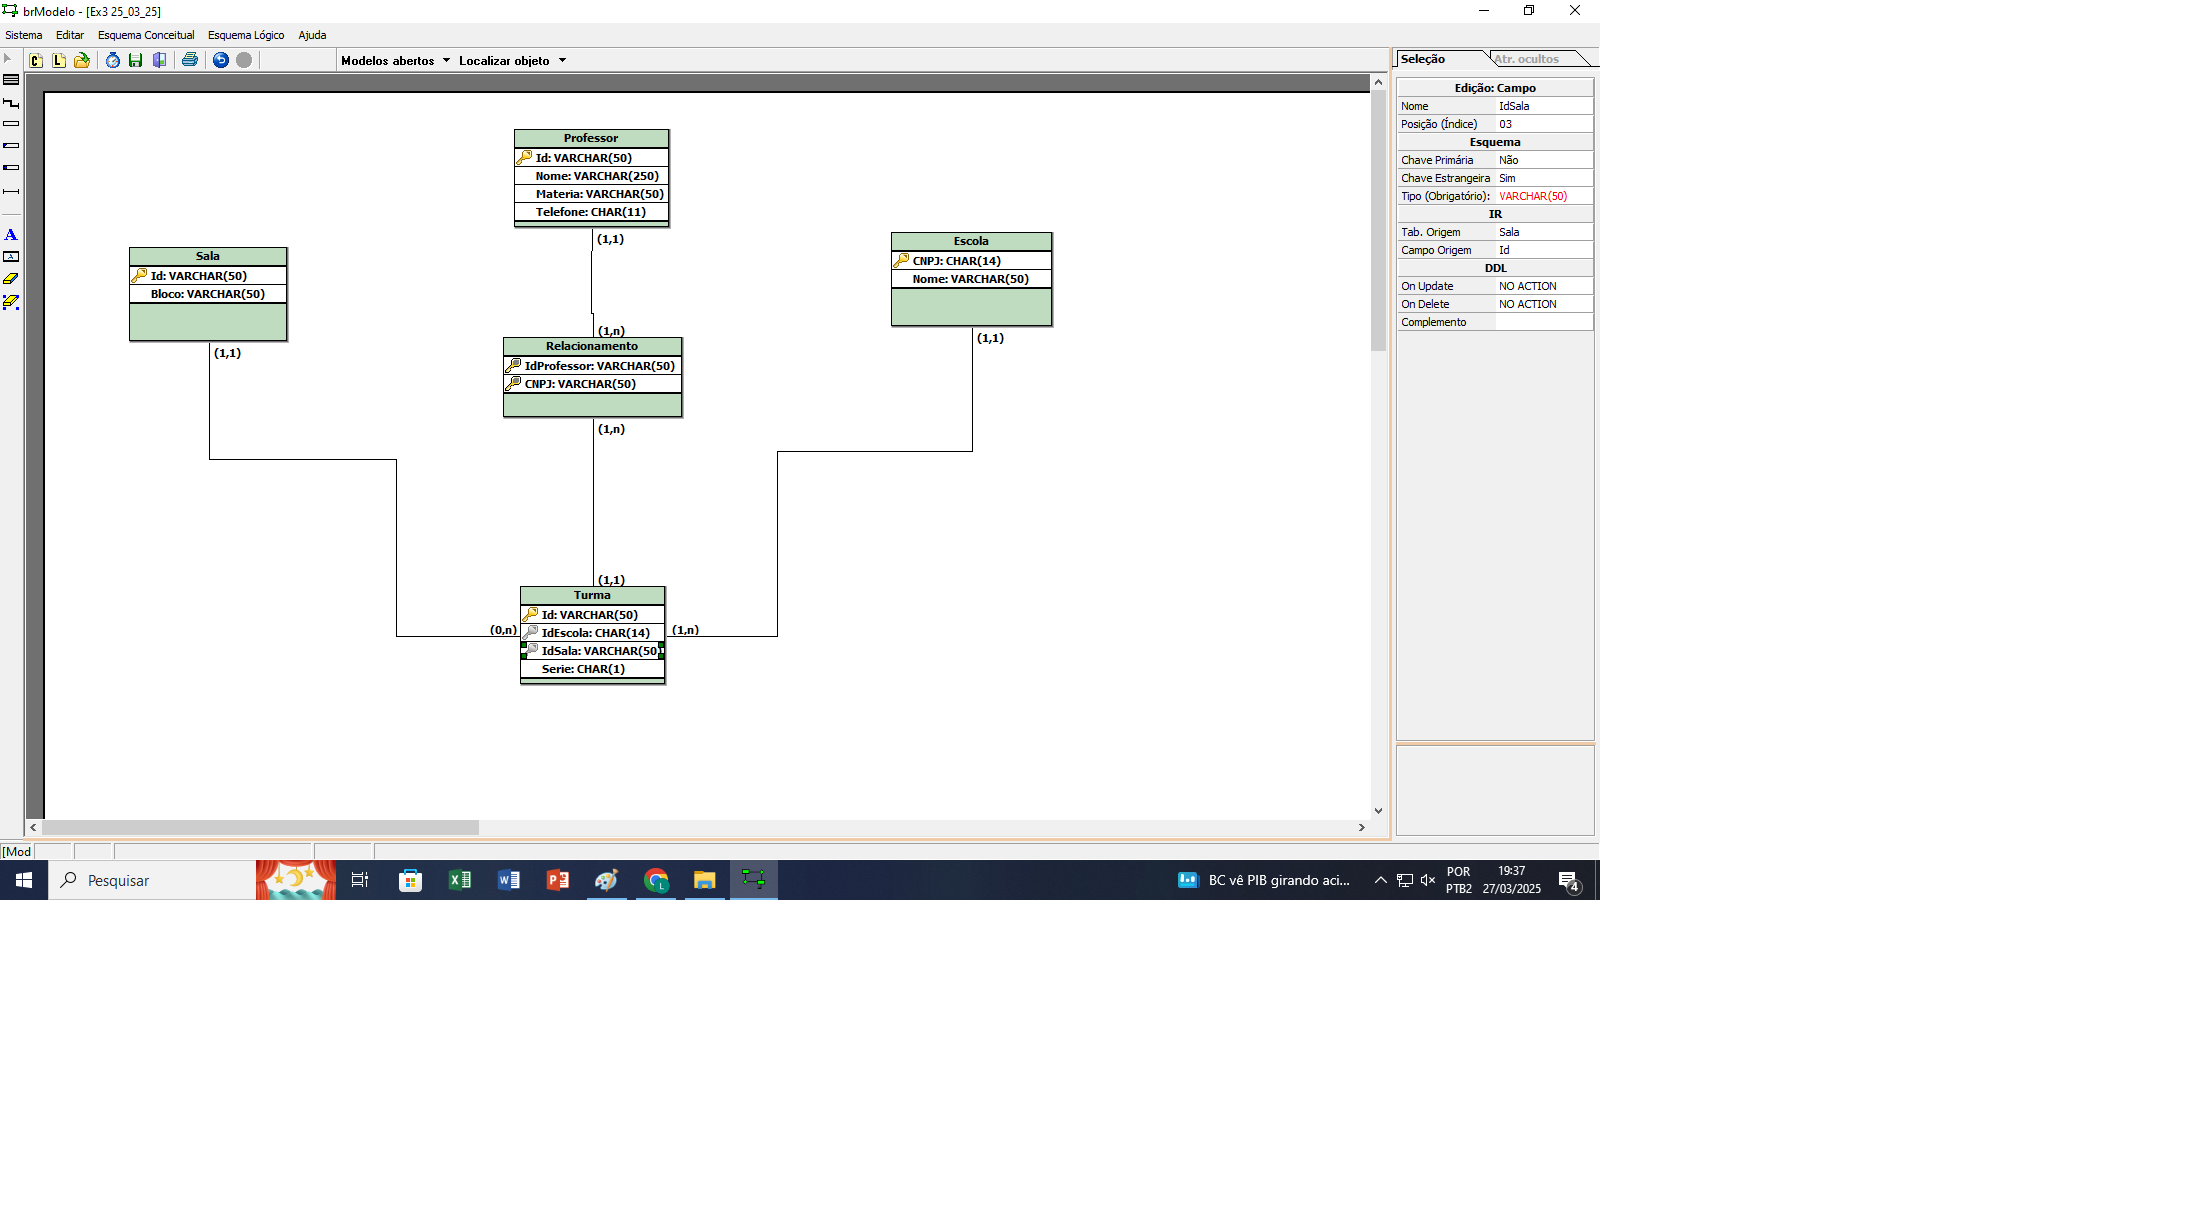 brModelo - [Ex3 25_03_25]
Sistema Editar Esquema Conceitual Esquema Lógico Ajuda
C L Modelos abertos Localizar objeto
Seleção Atr. ocultos
Edição: Campo
Nome IdSala
Posição (Índice) 03
Esquema
Chave Primária Não
Chave Estrangeira Sim
Tipo (Obrigatório): VARCHAR(50)
IR
Tab. Origem Sala
Campo Origem Id
DDL
On Update NO ACTION
On Delete NO ACTION
Complemento
A
A
Professor
Id: VARCHAR(50)
Nome: VARCHAR(250)
Materia: VARCHAR(50)
Telefone: CHAR(11)
(1,1)
Sala
Id: VARCHAR(50)
Bloco: VARCHAR(50)
(1,1)
Escola
CNPJ: CHAR(14)
Nome: VARCHAR(50)
(1,1)
(1,n)
Relacionamento
IdProfessor: VARCHAR(50)
CNPJ: VARCHAR(50)
(1,n)
(1,1)
Turma
Id: VARCHAR(50)
(0,n) IdEscola: CHAR(14) (1,n)
IdSala: VARCHAR(50)
Serie: CHAR(1)
[Mod
Pesquisar
BC vê PIB girando aci...
POR
PTB2
19:37
27/03/2025
4